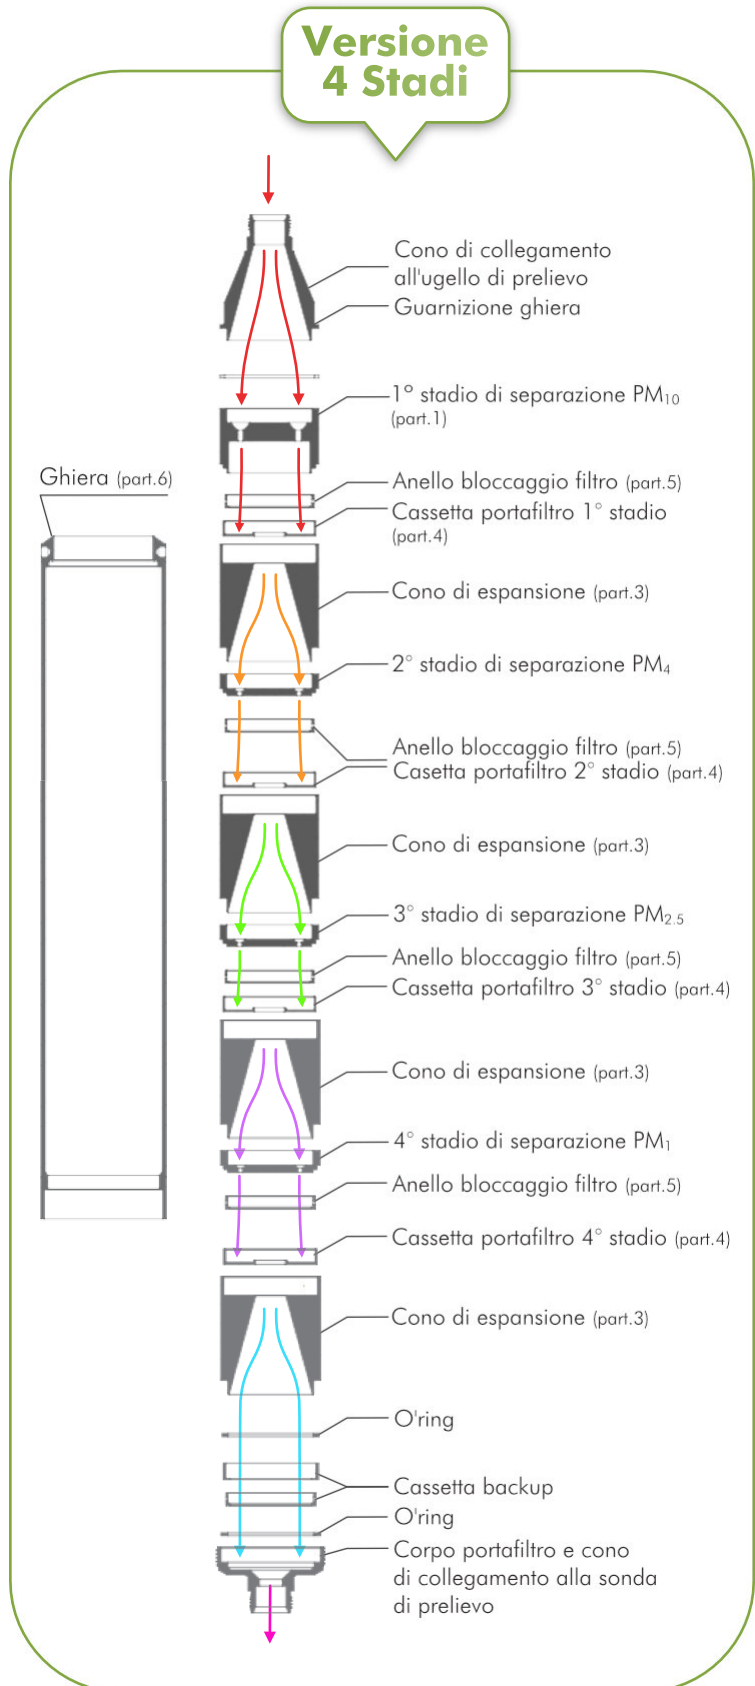 Versione
4 Stadi
Cono di collegamento
all'ugello di prelievo
Guarnizione ghiera
1º stadio di separazione PM₁₀
(part.1)
Ghiera (part.6)
Anello bloccaggio filtro (part.5)
Cassetta portafiltro 1° stadio
(part.4)
Cono di espansione (part.3)
2° stadio di separazione PM₄
Anello bloccaggio filtro (part.5)
Casetta portafiltro 2° stadio (part.4)
Cono di espansione (part.3)
3° stadio di separazione PM₂.₅
Anello bloccaggio filtro (part.5)
Cassetta portafiltro 3° stadio (part.4)
Cono di espansione (part.3)
4° stadio di separazione PM₁
Anello bloccaggio filtro (part.5)
Cassetta portafiltro 4° stadio (part.4)
Cono di espansione (part.3)
O'ring
Cassetta backup
O'ring
Corpo portafiltro e cono
di collegamento alla sonda
di prelievo